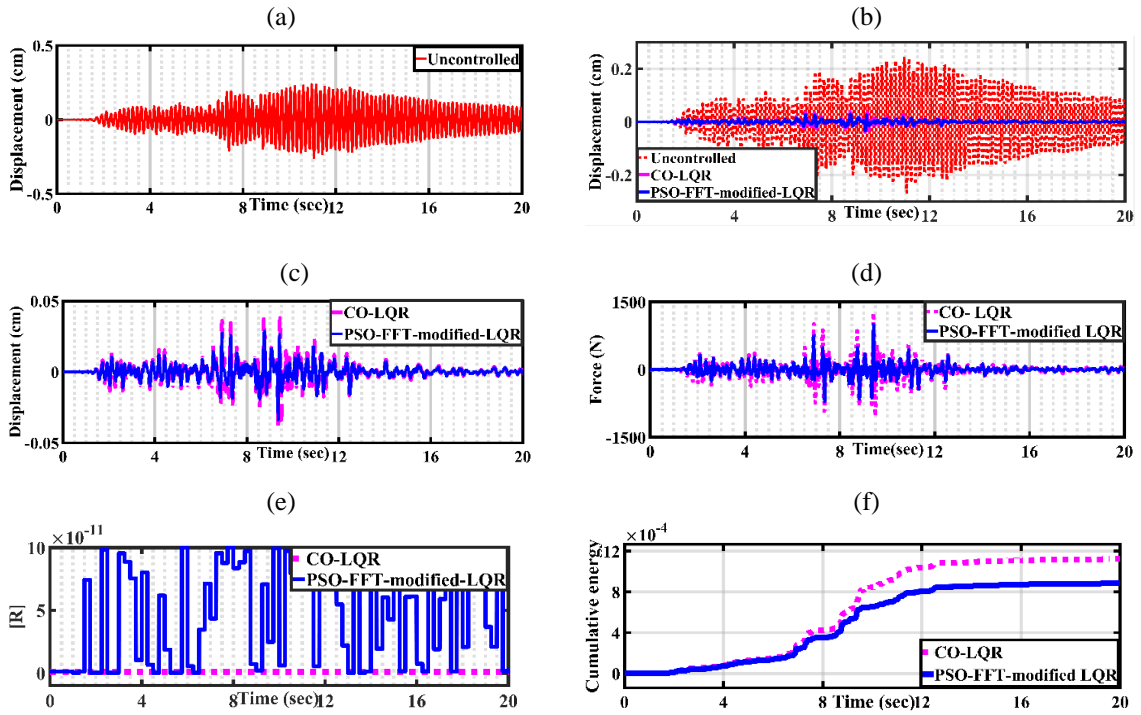 (a)
0.5
0
-0.5
Displacement (cm)
Uncontrolled
0
4
8
12
16
20
Time (sec)
(b)
0.2
0
-0.2
Displacement (cm)
Uncontrolled
CO-LQR
PSO-FFT-modified-LQR
0
4
8
12
16
20
Time (sec)
(c)
0.05
0
-0.05
Displacement (cm)
CO-LQR
PSO-FFT-modified-LQR
0
4
8
12
16
20
Time (sec)
(d)
1500
0
-1500
Force (N)
CO- LQR
PSO-FFT-modified LQR
0
4
8
12
16
20
Time(sec)
(e)
×10-11
10
5
0
[R]
CO-LQR
PSO-FFT-modified-LQR
0
4
8
12
16
20
Time (sec)
(f)
×10-4
12
8
4
0
Cumulative energy
CO-LQR
PSO-FFT-modified LQR
0
4
8
12
16
20
Time (sec)